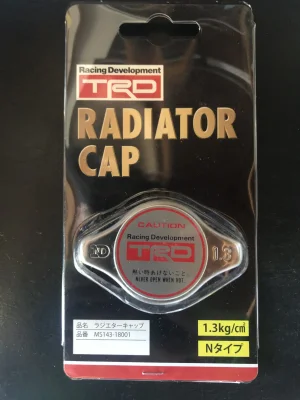 Racing Development
TRD
RADIATOR
CAP
CAUTION
Racing Development
TRD
1.3
熱い時あけないこと。
NEVER OPEN WHEN HOT.
品名 ラジエターキャップ
品番 MS143-18001
1.3kg/㎠
Nタイプ